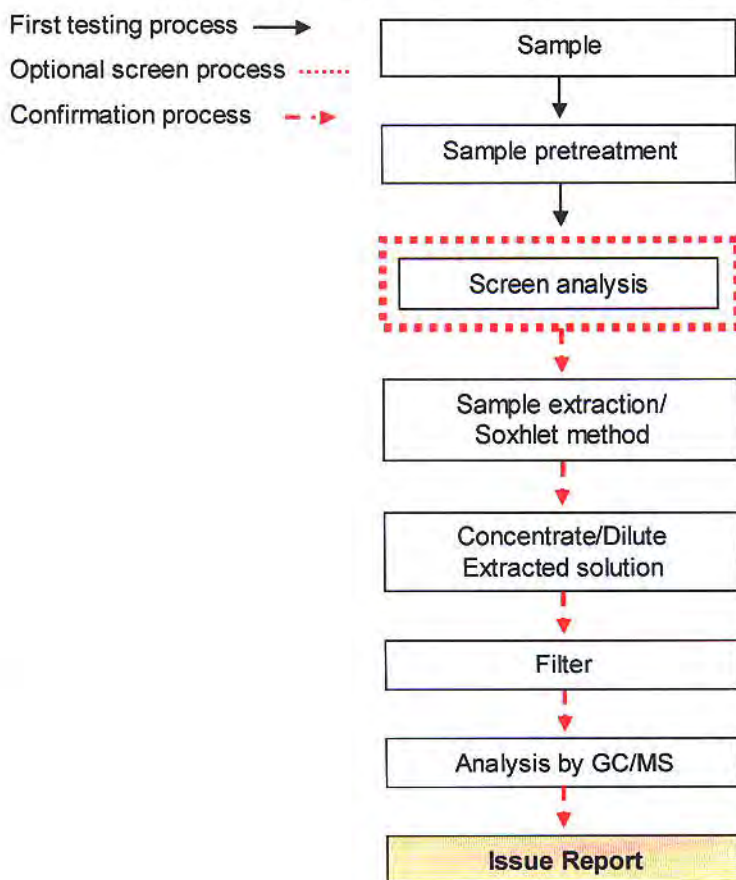 First testing process
Optional screen process
Confirmation process
Sample
Sample pretreatment
Screen analysis
Sample extraction/
Soxhlet method
Concentrate/Dilute
Extracted solution
Filter
Analysis by GC/MS
Issue Report